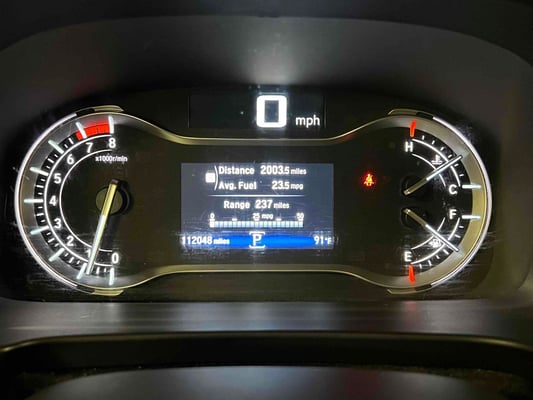 0 mph
8
7
6
x1000r/min
5
4
3
2
1
0
Distance 2003.5 miles
Avg. Fuel 23.5 mpg
Range 237 miles
0 25 mpg 50
112048 miles P 91°F
H
C
F
E